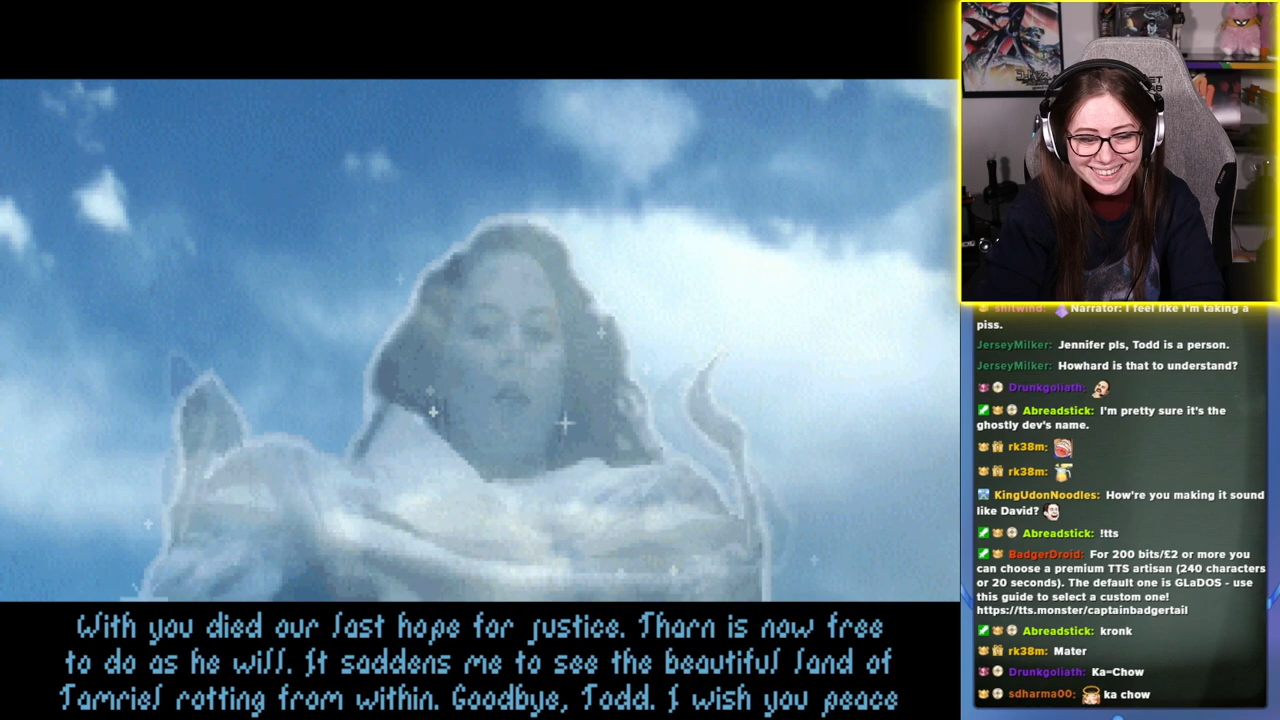 With you died our last hope for justice. Tharn is now free
to do as he will. It saddens me to see the beautiful land of
Tamriel rotting from within. Goodbye, Todd. I wish you peace
shitwind: Narrator: I feel like I'm taking a
piss.
JerseyMilker: Jennifer pls, Todd is a person.
JerseyMilker: Howhard is that to understand?
Drunkgoliath:
Abreadstick: I'm pretty sure it's the
ghostly dev's name.
rk38m:
rk38m:
KingUdonNoodles: How're you making it sound
like David?
Abreadstick: !tts
BadgerDroid: For 200 bits/£2 or more you
can choose a premium TTS artisan (240 characters
or 20 seconds). The default one is GLaDOS - use
this guide to select a custom one!
https://tts.monster/captainbadgertail
Abreadstick: kronk
rk38m: Mater
Drunkgoliath: Ka=Chow
sdharma00: ka chow